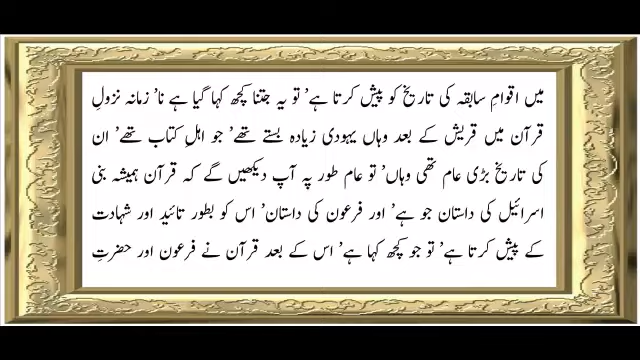 میں اقوامِ سابقہ کی تاریخ کو پیش کرتا ہے’ تو یہ جتنا کچھ کہا گیا ہے نا’ زمانہ نزولِ
قرآن میں قریش کے بعد وہاں یہودی زیادہ بستے تھے’ جو اہلِ کتاب تھے’ ان
کی تاریخ بڑی عام تھی وہاں’ تو عام طور پہ آپ دیکھیں گے کہ قرآن ہمیشہ بنی
اسرائیل کی داستان جو ہے’ اور فرعون کی داستان’ اس کو بطور تائید اور شہادت
کے پیش کرتا ہے’ تو جو کچھ کہا ہے’ اس کے بعد قرآن نے فرعون اور حضرتِ